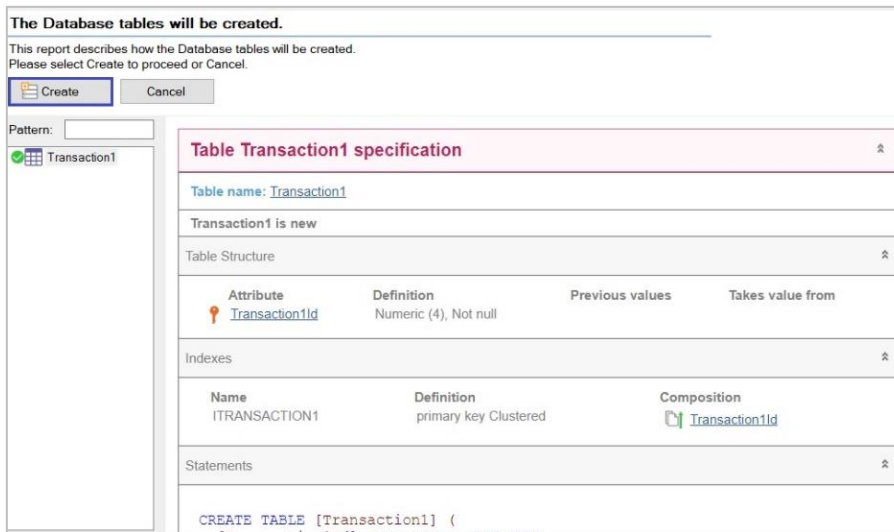 The Database tables will be created.
This report describes how the Database tables will be created.
Please select Create to proceed or Cancel.
Create Cancel
Pattern:
Transaction1
Table Transaction1 specification
Table name: Transaction1
Transaction1 is new
Table Structure
Attribute Definition Previous values Takes value from
Transaction1Id Numeric (4), Not null
Indexes
Name Definition Composition
ITRANSACTION1 primary key Clustered Transaction1Id
Statements
CREATE TABLE [Transaction1] (